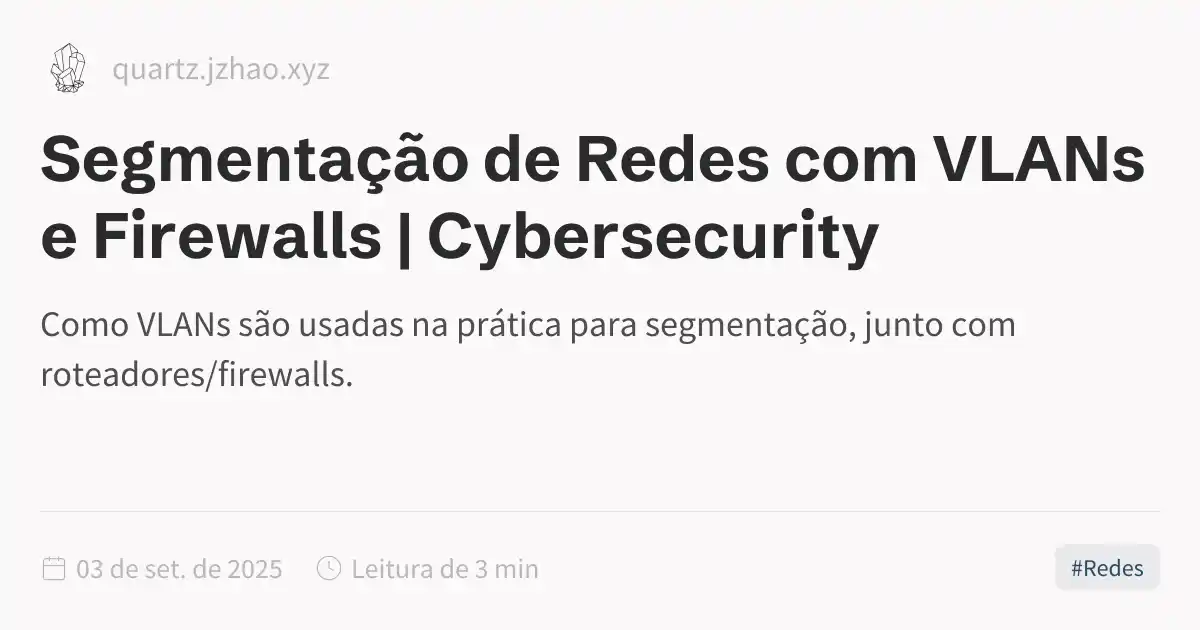 quartz.jzhao.xyz
Segmentação de Redes com VLANs
e Firewalls | Cybersecurity
Como VLANs são usadas na prática para segmentação, junto com
roteadores/firewalls.
03 de set. de 2025
Leitura de 3 min
#Redes